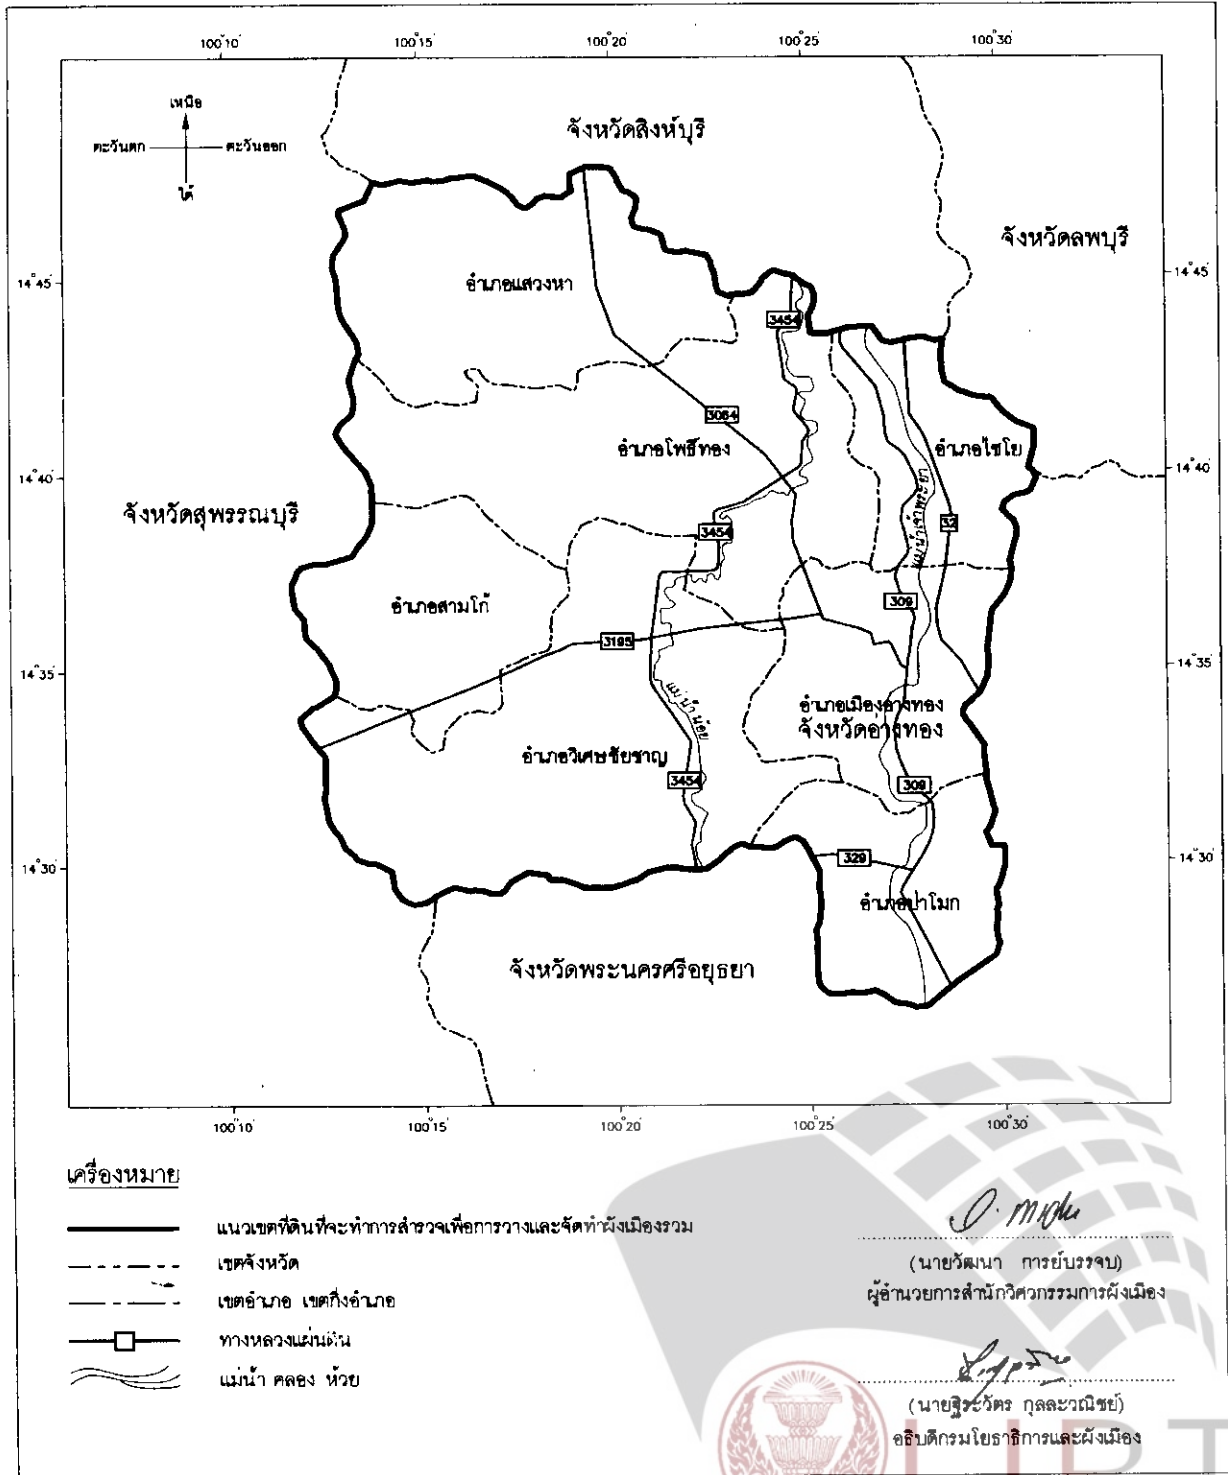 100°10' 100°15' 100°20' 100°25' 100°30'
เหนือ
ตะวันตก ตะวันออก
ใต้
จังหวัดสิงห์บุรี
จังหวัดลพบุรี
14°45' 14°45'
อำเภอแสวงหา
3454
3064
อำเภอโพธิ์ทอง
อำเภอไชโย
14°40' 14°40'
จังหวัดสุพรรณบุรี
แม่น้ำเจ้าพระยา
32
3454
อำเภอสามโก้
309
3195
14°35' 14°35'
แม่น้ำน้อย
อำเภอเมืองอ่างทอง
จังหวัดอ่างทอง
อำเภอวิเศษชัยชาญ
3454
309
14°30' 14°30'
329
อำเภอป่าโมก
จังหวัดพระนครศรีอยุธยา
100°10' 100°15' 100°20' 100°25' 100°30'
เครื่องหมาย
แนวเขตที่ดินที่จะทำการสำรวจเพื่อการวางและจัดทำผังเมืองรวม
เขตจังหวัด
เขตอำเภอ เขตกิ่งอำเภอ
ทางหลวงแผ่นดิน
แม่น้ำ คลอง ห้วย
(นายวัฒนา การย์บรรจบ)
ผู้อำนวยการสำนักวิศวกรรมการผังเมือง
(นายฐิระวัตร กุลละวณิชย์)
อธิบดีกรมโยธาธิการและผังเมือง